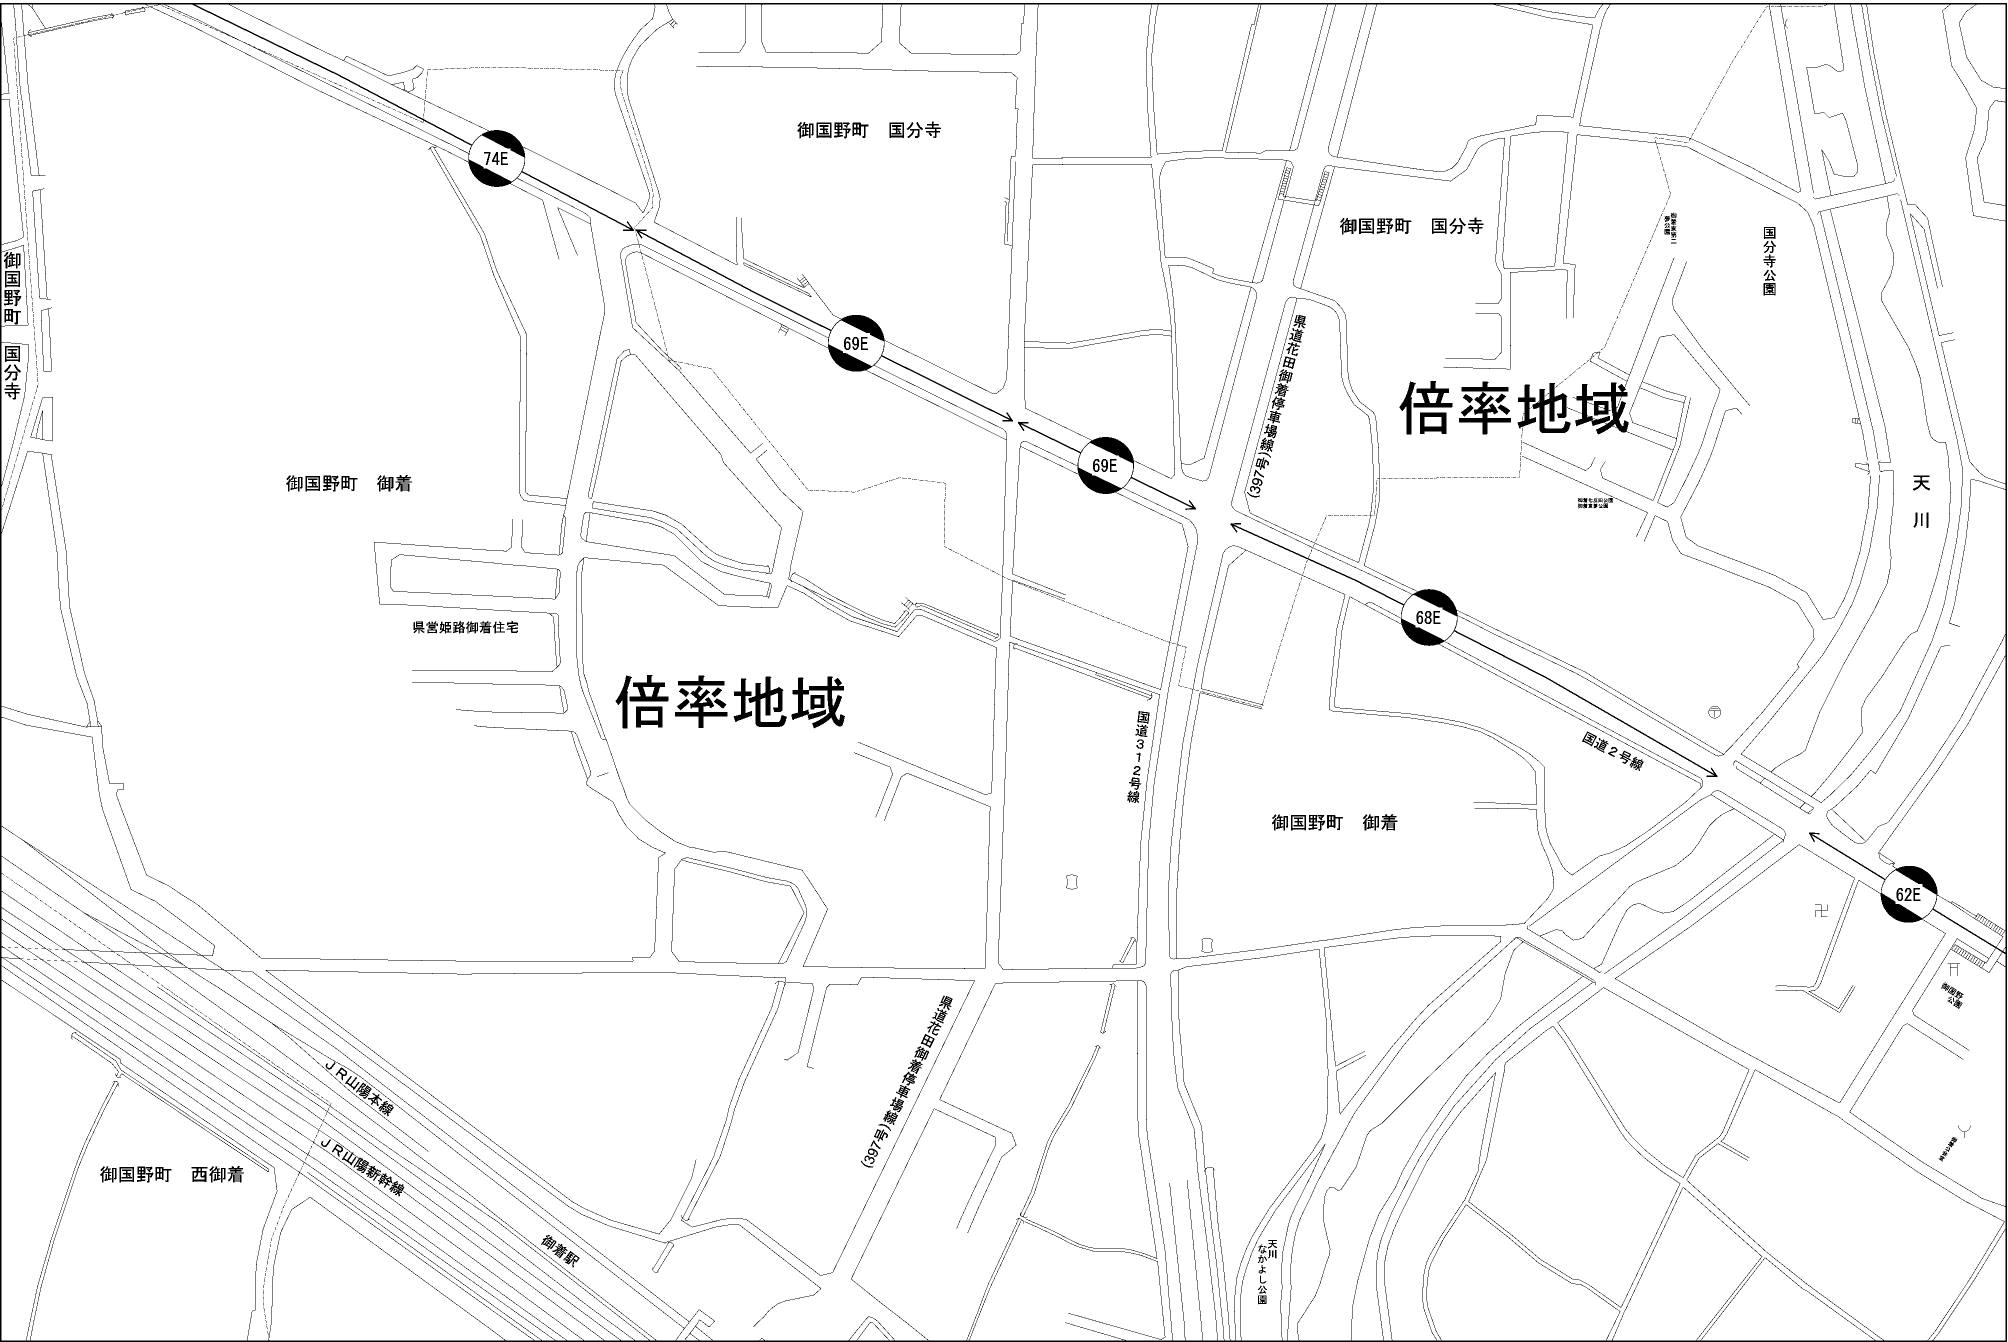 74E
御国野町　国分寺
御国野町　国分寺
国分寺公園
御国野町　国分寺
69E
県道花田御着停車場線(397号)
倍率地域
69E
御国野町　御着
天川
68E
県営姫路御着住宅
倍率地域
国道312号線
国道２号線
御国野町　御着
62E
御国野
公園
県道花田御着停車場線(397号)
ＪＲ山陽本線
ＪＲ山陽新幹線
御国野町　西御着
御着駅
天川
なかよし公園